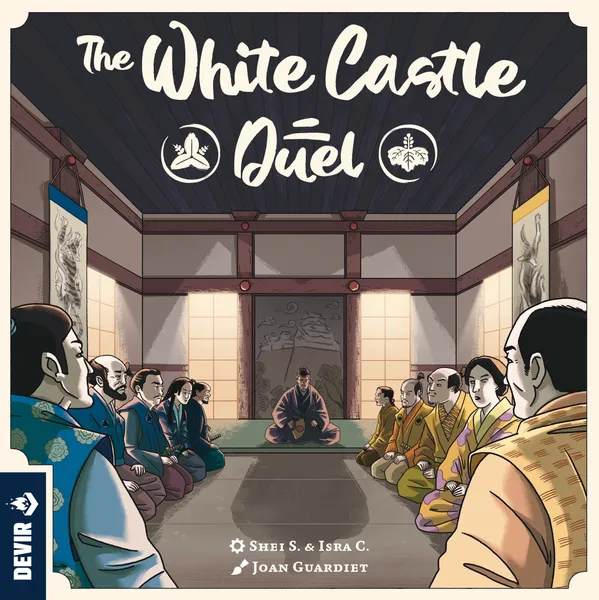 The White Castle
Duel
Shei S. & Isra C.
Joan Guardiet
DEVIR